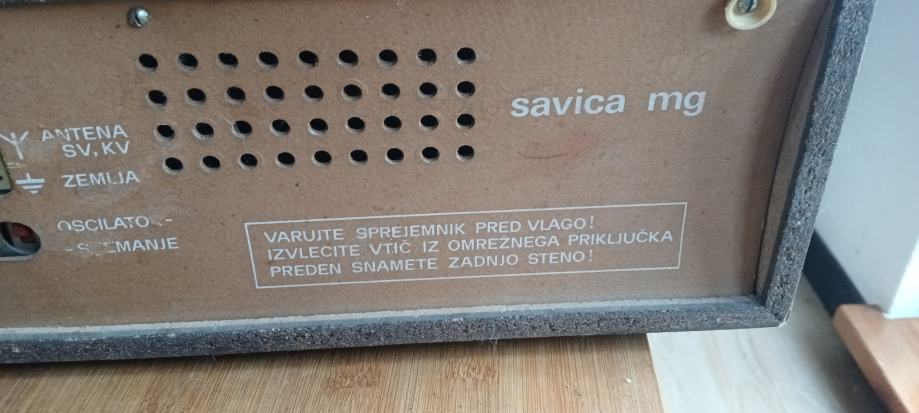 savica mg
ANTENA
SV, KV
ZEMLJA
VARUJTE SPREJEMNIK PRED VLAGO!
IZVLECITE VTIČ IZ OMREŽNEGA PRIKLJUČKA
PREDEN SNAMETE ZADNJO STENO!